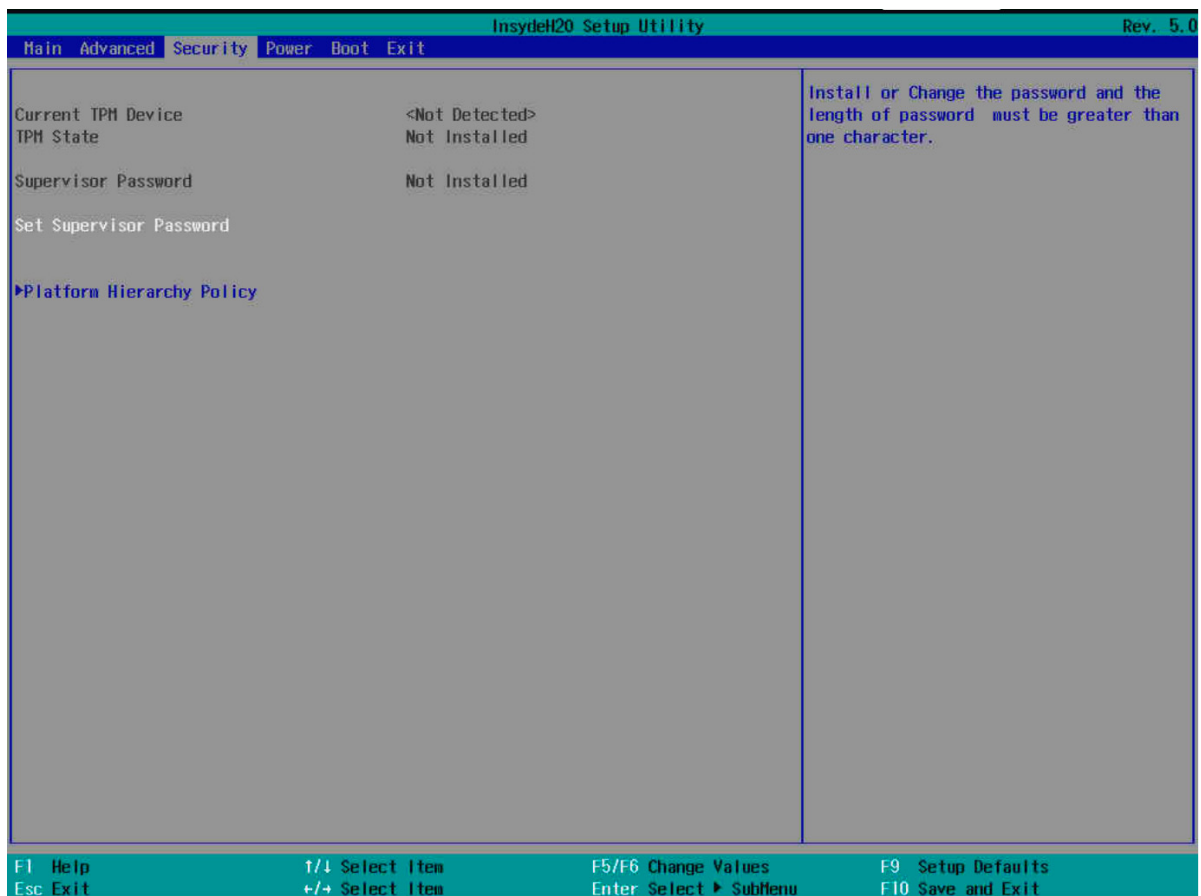 InsydeH20 Setup Utility Rev. 5.0
Main Advanced Security Power Boot Exit
Current TPM Device <Not Detected>
TPM State Not Installed
Supervisor Password Not Installed
Set Supervisor Password
▶Platform Hierarchy Policy
Install or Change the password and the
length of password must be greater than
one character.
F1 Help ↑/↓ Select Item F5/F6 Change Values F9 Setup Defaults
Esc Exit ←/→ Select Item Enter Select ▶ SubMenu F10 Save and Exit